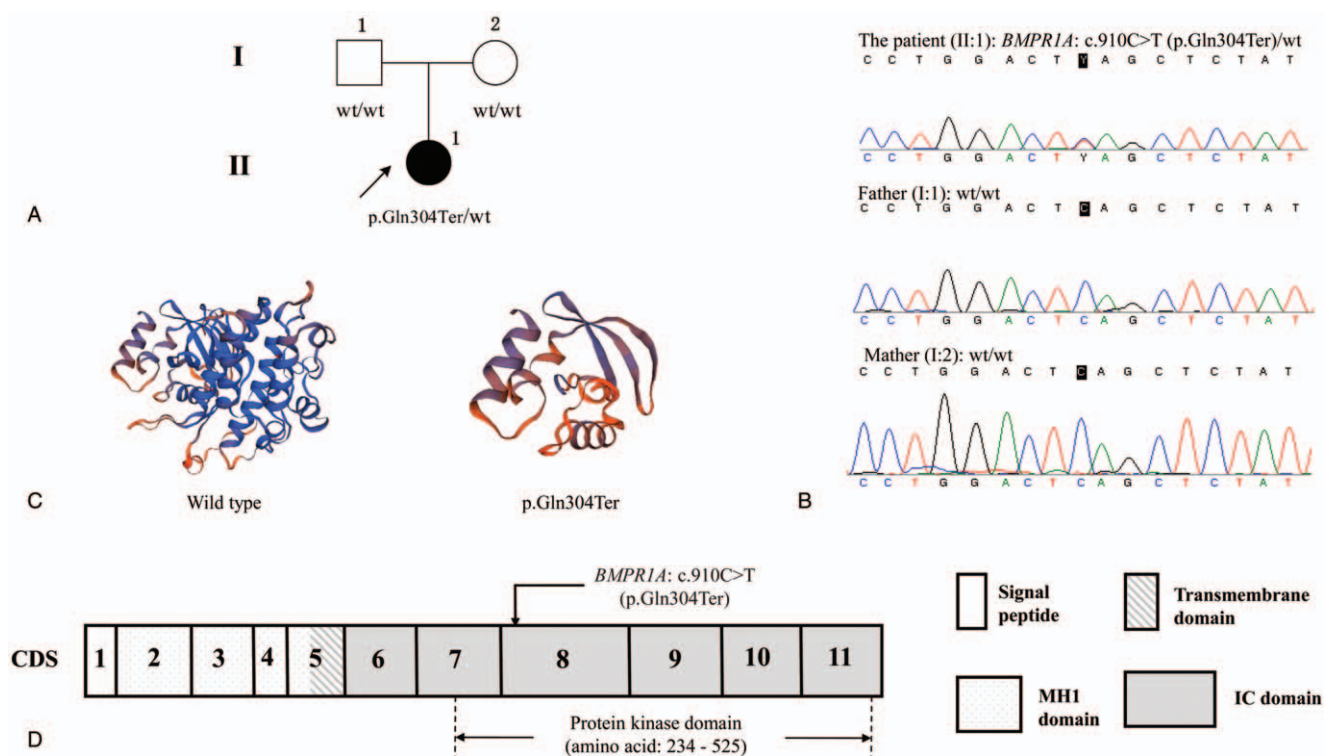 1
2
I
wt/wt
wt/wt
1
II
A
p.Gln304Ter/wt
The patient (II:1): BMPR1A: c.910C>T (p.Gln304Ter)/wt
C C T G G A C T Y A G C T C T A T
C C T G G A C T Y A G C T C T A T
Father (I:1): wt/wt
C C T G G A C T C A G C T C T A T
C C T G G A C T C A G C T C T A T
Mather (I:2): wt/wt
C C T G G A C T C A G C T C T A T
C C T G G A C T C A G C T C T A T
B
C
Wild type
p.Gln304Ter
BMPR1A: c.910C>T
(p.Gln304Ter)
CDS
1 2 3 4 5 6 7 8 9 10 11
Protein kinase domain
(amino acid: 234 - 525)
D
Signal
peptide
Transmembrane
domain
MH1
domain
IC domain